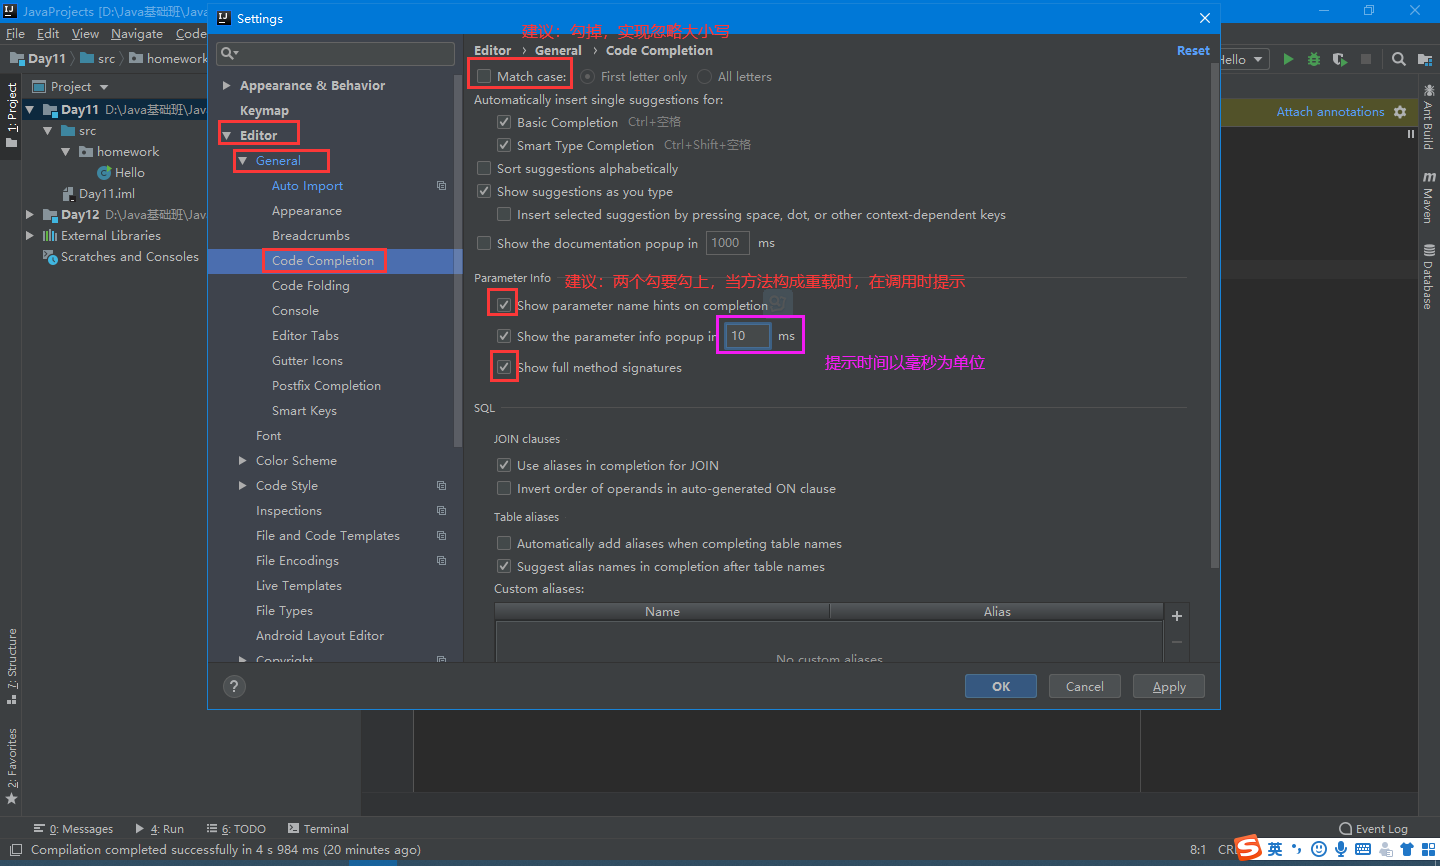 JavaProjects [D:\Java基础班\Jav
Settings
File Edit View Navigate Code
建议：勾掉，实现忽略大小写
Day11 src homework
Hello
Editor › General › Code Completion
Reset
Project
Match case: First letter only All letters
Appearance & Behavior
Automatically insert single suggestions for:
Keymap
Basic Completion Ctrl+空格
Editor
Smart Type Completion Ctrl+Shift+空格
General
Sort suggestions alphabetically
Auto Import
Show suggestions as you type
Appearance
Insert selected suggestion by pressing space, dot, or other context-dependent keys
Breadcrumbs
Show the documentation popup in 1000 ms
Code Completion
Parameter Info
建议：两个勾要勾上，当方法构成重载时，在调用时提示
Code Folding
Show parameter name hints on completion
Console
Show the parameter info popup in 10 ms
Editor Tabs
提示时间以毫秒为单位
Gutter Icons
Show full method signatures
Postfix Completion
Smart Keys
SQL
Font
JOIN clauses
Color Scheme
Use aliases in completion for JOIN
Code Style
Invert order of operands in auto-generated ON clause
Inspections
Table aliases
File and Code Templates
Automatically add aliases when completing table names
File Encodings
Suggest alias names in completion after table names
Live Templates
Custom aliases:
File Types
Name Alias
Android Layout Editor
Copyright
No custom aliases
? OK Cancel Apply
1: Project
Day11 D:\Java基础班\Jav
src
homework
Hello
Day11.iml
Day12 D:\Java基础班\Jav
External Libraries
Scratches and Consoles
Attach annotations
Ant Build
Maven
Database
7: Structure
2: Favorites
0: Messages 4: Run 6: TODO Terminal
Event Log
Compilation completed successfully in 4 s 984 ms (20 minutes ago)
8:1 CRL
S 英